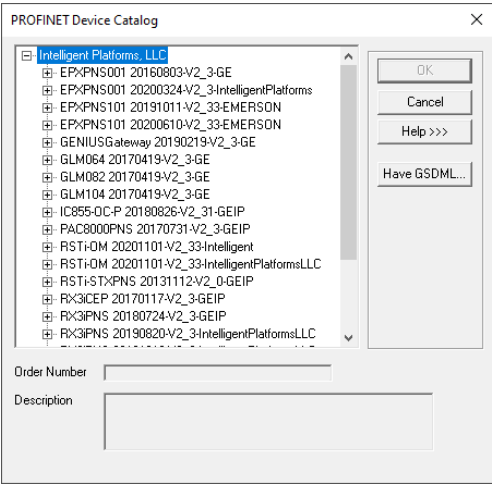 PROFINET Device Catalog
Intelligent Platforms, LLC
EPXPNS001 20160803-V2_3-GE
EPXPNS001 20200324-V2_3-IntelligentPlatforms
EPXPNS101 20191011-V2_33-EMERSON
EPXPNS101 20200610-V2_33-EMERSON
GENIUSGateway 20190219-V2_3-GE
GLM064 20170419-V2_3-GE
GLM082 20170419-V2_3-GE
GLM104 20170419-V2_3-GE
IC855-OC-P 20180826-V2_31-GEIP
PAC8000PNS 20170731-V2_3-GEIP
RSTi-OM 20201101-V2_33-Intelligent
RSTi-OM 20201101-V2_33-IntelligentPlatformsLLC
RSTi-STXPNS 20131112-V2_0-GEIP
RX3iCEP 20170117-V2_3-GEIP
RX3iPNS 20180724-V2_3-GEIP
RX3iPNS 20190820-V2_3-IntelligentPlatformsLLC
OK
Cancel
Help >>>
Have GSDML...
Order Number
Description